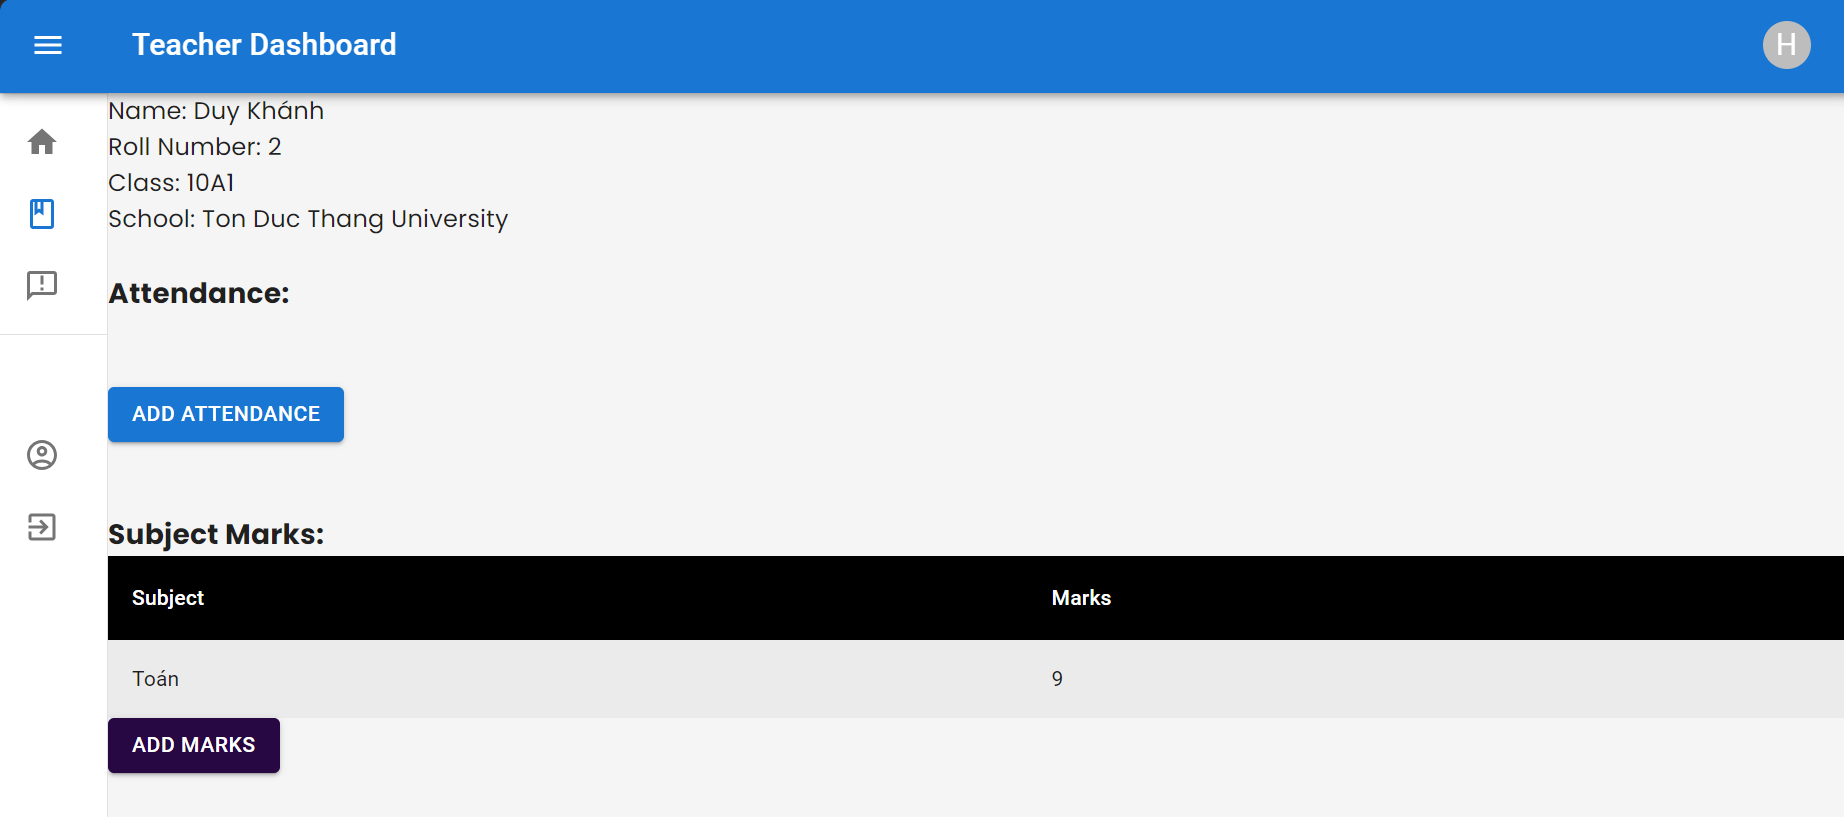 Teacher Dashboard
H
Name: Duy Khánh
Roll Number: 2
Class: 10A1
School: Ton Duc Thang University
Attendance:
ADD ATTENDANCE
Subject Marks:
Subject Marks
Toán 9
ADD MARKS